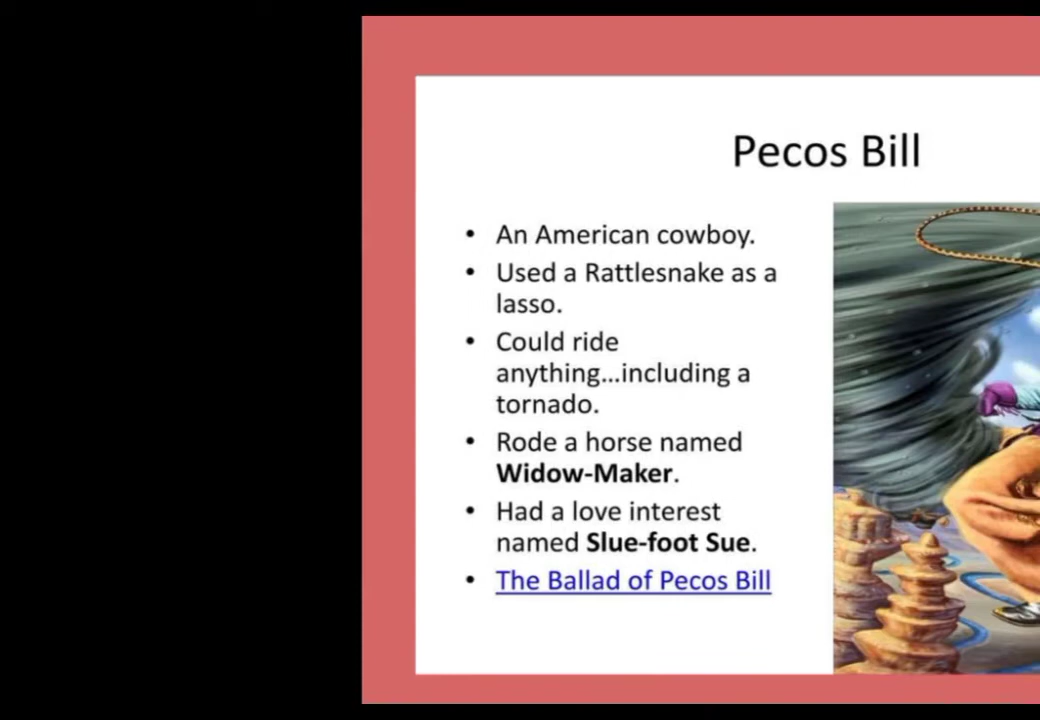 Pecos Bill
• An American cowboy.
• Used a Rattlesnake as a
lasso.
• Could ride
anything...including a
tornado.
• Rode a horse named
Widow-Maker.
• Had a love interest
named Slue-foot Sue.
• The Ballad of Pecos Bill